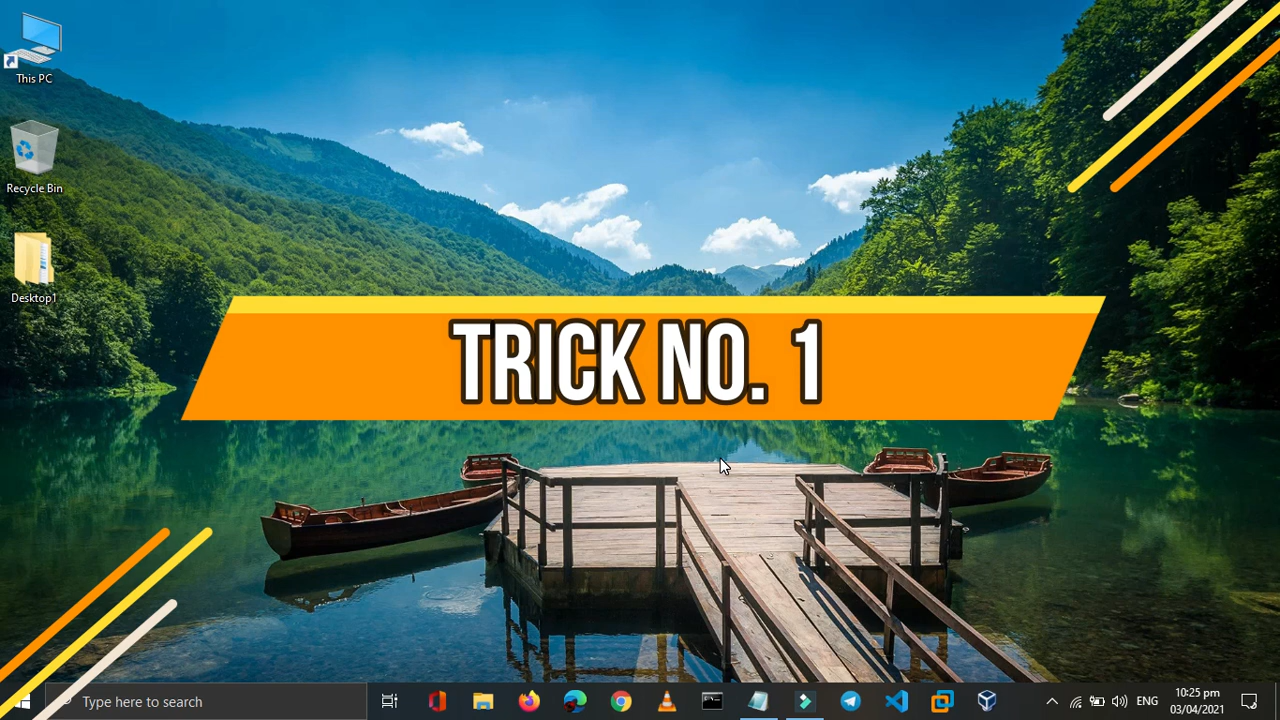 This PC
Recycle Bin
Desktop1
TRICK NO. 1
Type here to search
ENG
10:25 pm
03/04/2021